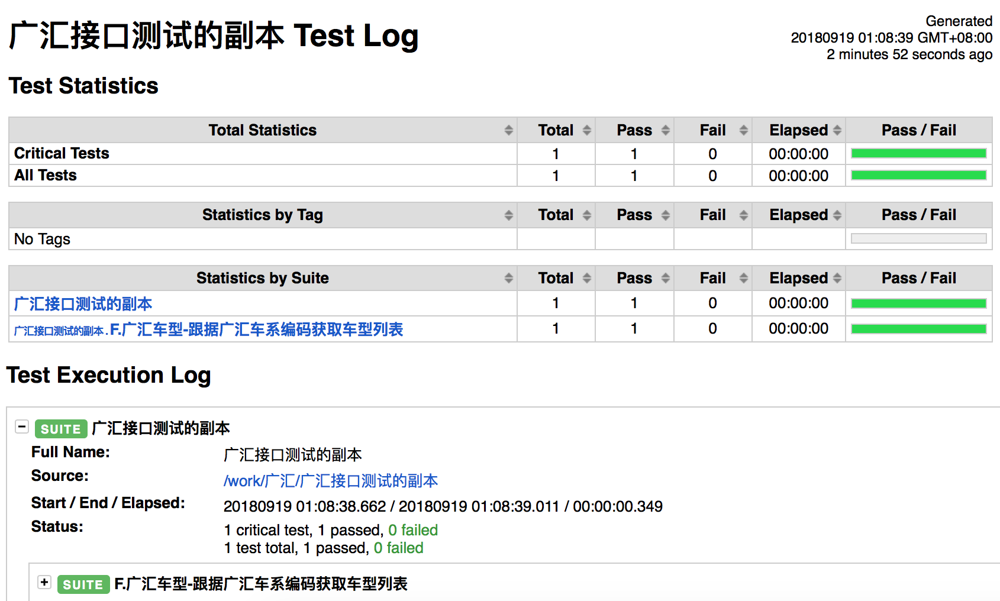 广汇接口测试的副本 Test Log
Generated
20180919 01:08:39 GMT+08:00
2 minutes 52 seconds ago
Test Statistics
Total Statistics Total Pass Fail Elapsed Pass / Fail
Critical Tests 1 1 0 00:00:00
All Tests 1 1 0 00:00:00
Statistics by Tag Total Pass Fail Elapsed Pass / Fail
No Tags
Statistics by Suite Total Pass Fail Elapsed Pass / Fail
广汇接口测试的副本 1 1 0 00:00:00
广汇接口测试的副本.F.广汇车型-跟据广汇车系编码获取车型列表 1 1 0 00:00:00
Test Execution Log
SUITE 广汇接口测试的副本
Full Name: 广汇接口测试的副本
Source: /work/广汇/广汇接口测试的副本
Start / End / Elapsed: 20180919 01:08:38.662 / 20180919 01:08:39.011 / 00:00:00.349
Status: 1 critical test, 1 passed, 0 failed
1 test total, 1 passed, 0 failed
SUITE F.广汇车型-跟据广汇车系编码获取车型列表